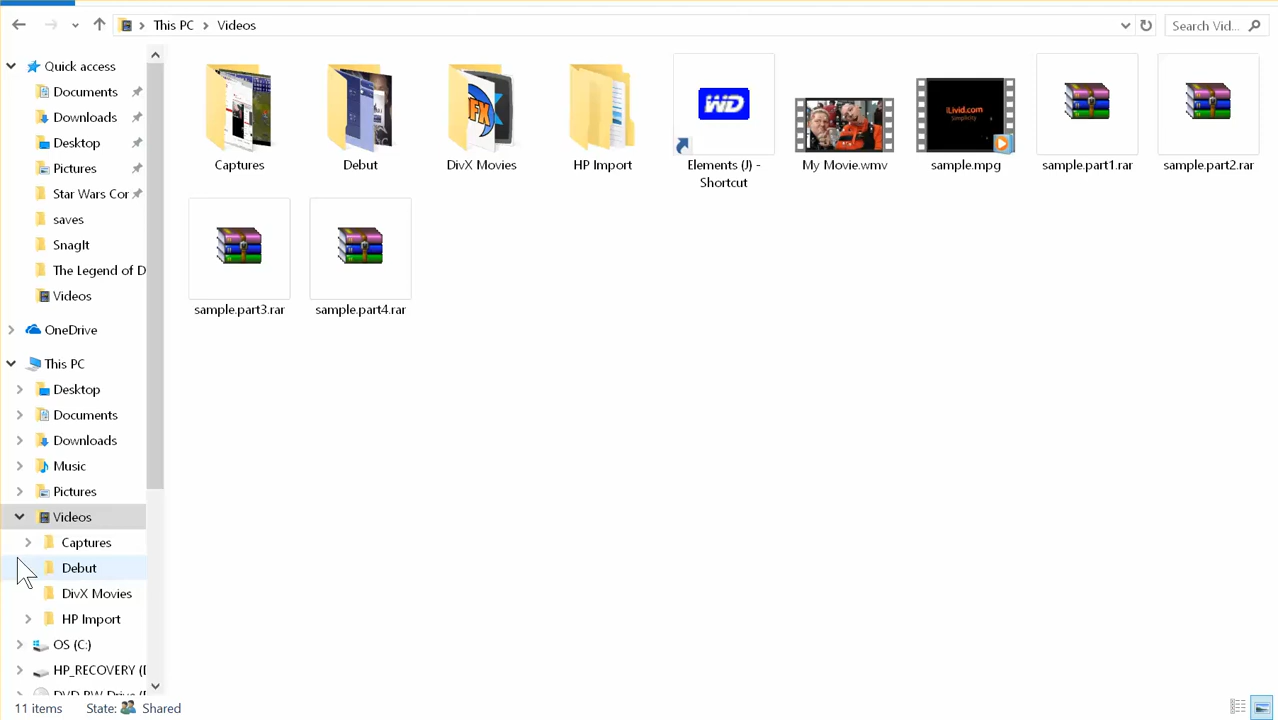 This PC > Videos
Search Vid...
Quick access
Documents
Downloads
Desktop
Pictures
Star Wars Cor
saves
SnagIt
The Legend of D
Videos
OneDrive
This PC
Desktop
Documents
Downloads
Music
Pictures
Videos
Captures
Debut
DivX Movies
HP Import
OS (C:)
HP_RECOVERY (
Captures
Debut
DivX Movies
HP Import
WD
Elements (J) -
Shortcut
My Movie.wmv
iLivid.com
Simplicity
sample.mpg
sample.part1.rar
sample.part2.rar
sample.part3.rar
sample.part4.rar
11 items
State:
Shared